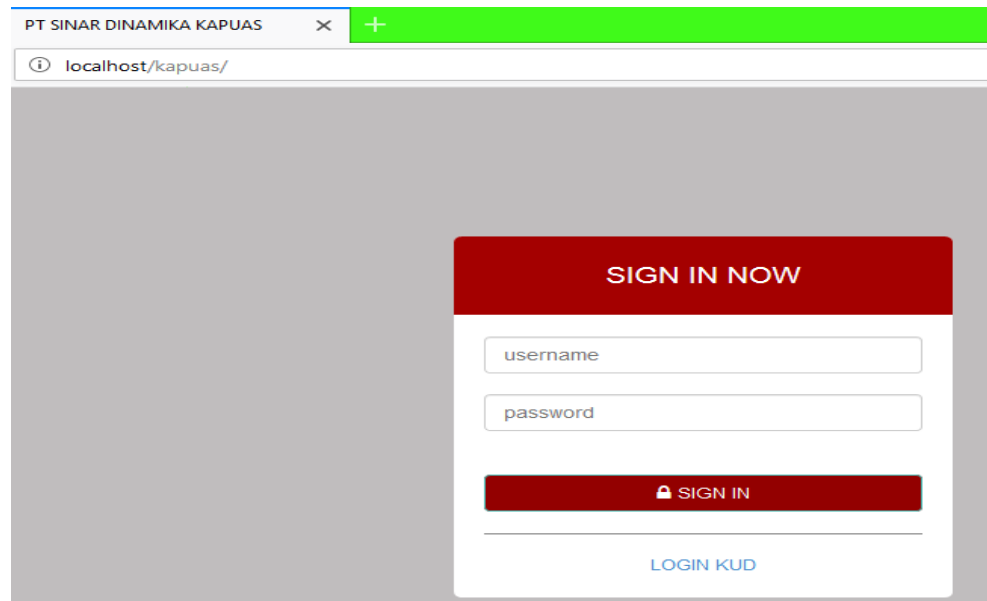 PT SINAR DINAMIKA KAPUAS
localhost/kapuas/
SIGN IN NOW
username
password
SIGN IN
LOGIN KUD